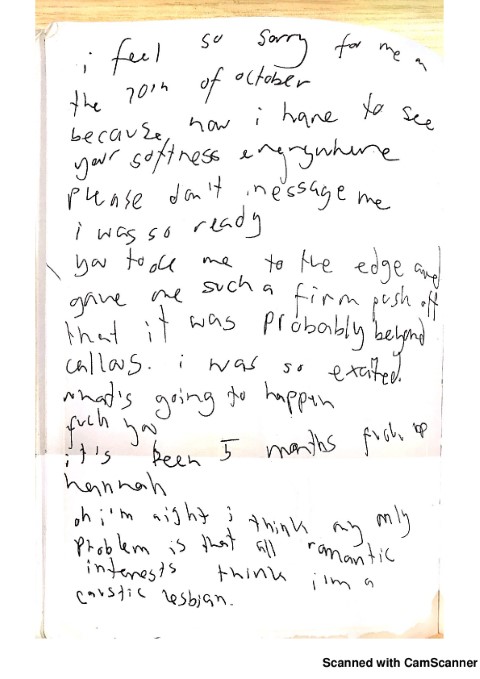 i feel so sorry for me on
the 20th of october
because now i have to see
your softness everywhere
please don't message me
i was so ready
you took me to the edge and
gave me such a firm push off
that it was probably beyond
callous. i was so excited.
what's going to happen
fuck you
it's been 5 months fuck up
hannah
oh i'm alright i think my only
problem is that all romantic
interests think i'm a
caustic lesbian.
Scanned with CamScanner